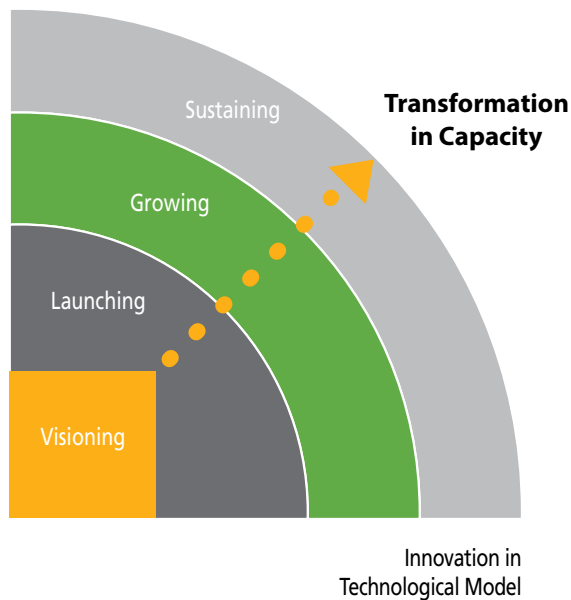 Sustaining
Transformation
in Capacity
Growing
Launching
Visioning
Innovation in
Technological Model